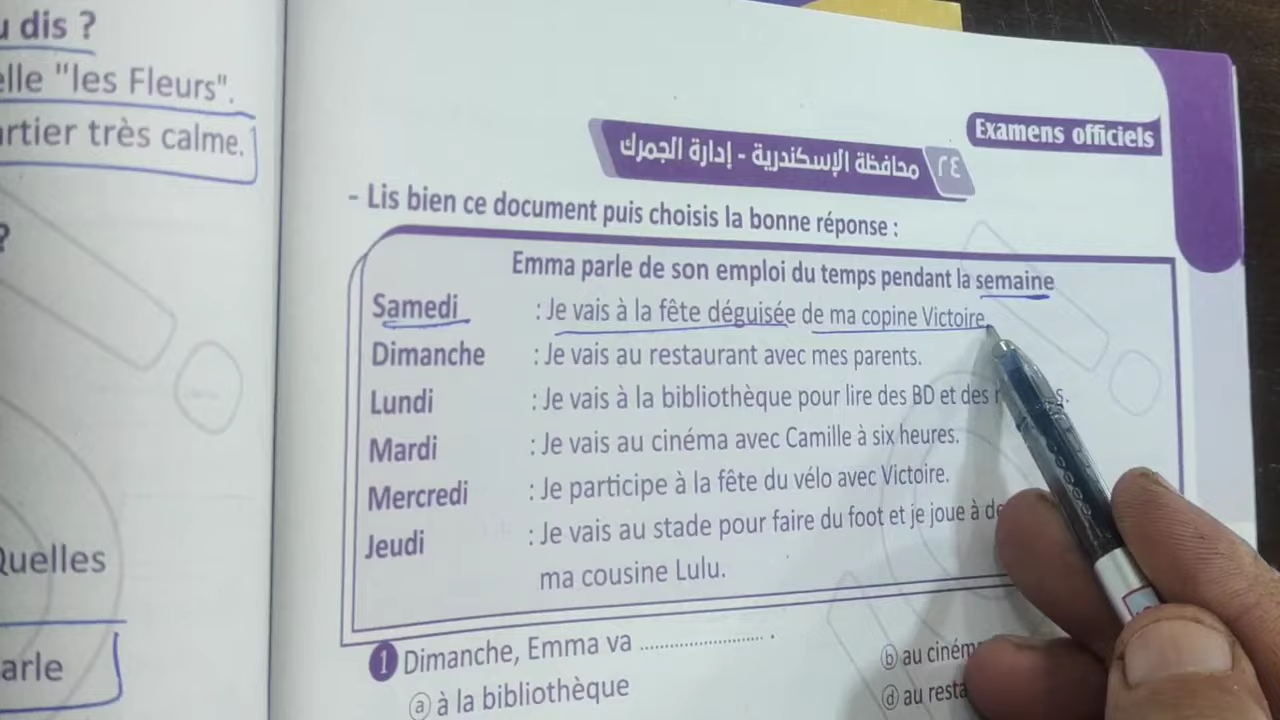 dis ?
"les Fleurs".
très calme.
?
Quelles
Examens officiels
٢٤ محافظة الإسكندرية - إدارة الجمرك
- Lis bien ce document puis choisis la bonne réponse :
Emma parle de son emploi du temps pendant la semaine
Samedi : Je vais à la fête déguisée de ma copine Victoire.
Dimanche : Je vais au restaurant avec mes parents.
Lundi : Je vais à la bibliothèque pour lire des BD et des
Mardi : Je vais au cinéma avec Camille à six heures.
Mercredi : Je participe à la fête du vélo avec Victoire.
Jeudi : Je vais au stade pour faire du foot et je joue à
ma cousine Lulu.
1 Dimanche, Emma va .......................... .
a à la bibliothèque
b au
d au